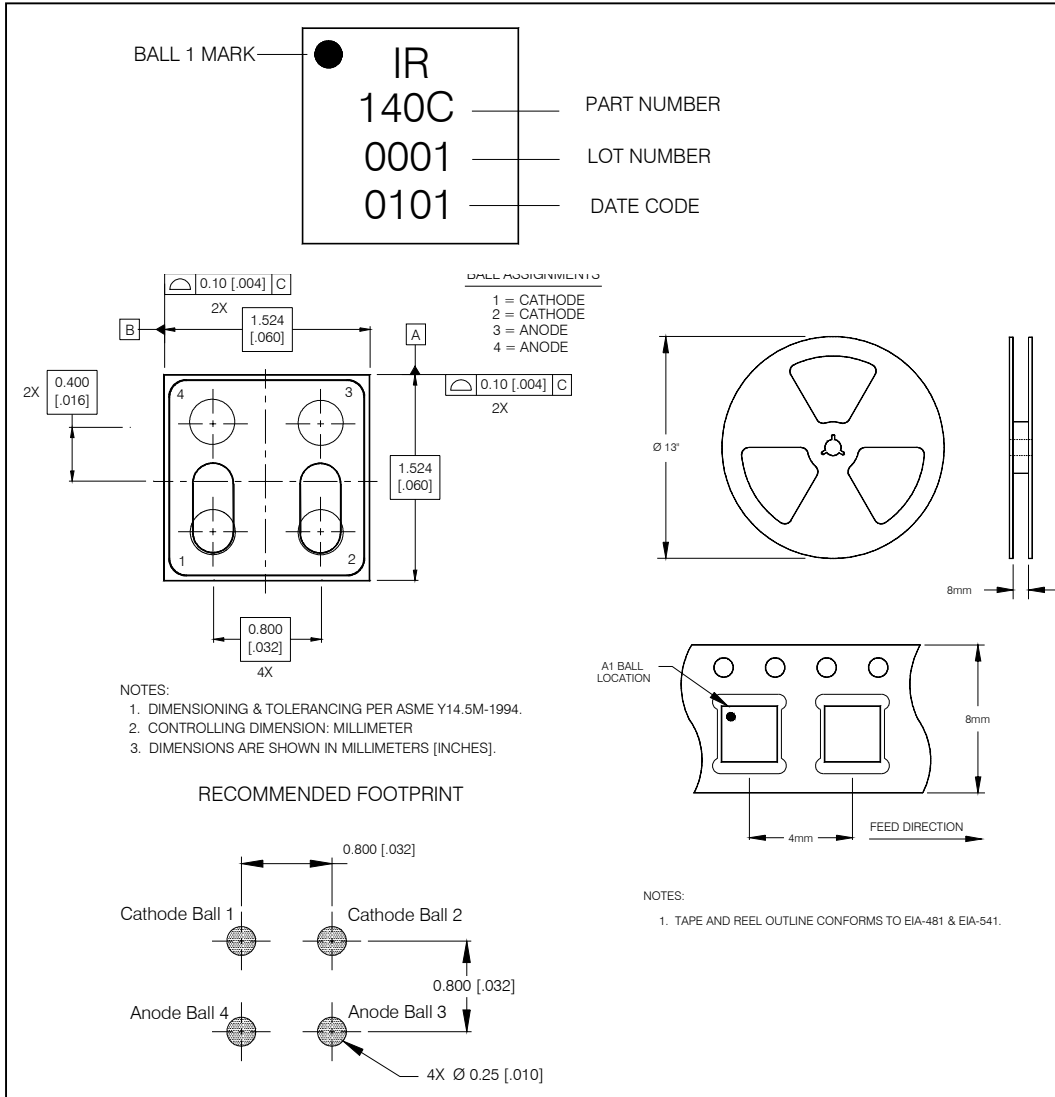 BALL 1 MARK
IR
140C
PART NUMBER
0001
LOT NUMBER
0101
DATE CODE
0.10 [.004] C
2X
B
1.524
[.060]
A
BALL ASSIGNMENTS
1 = CATHODE
2 = CATHODE
3 = ANODE
4 = ANODE
0.10 [.004] C
2X
2X
0.400
[.016]
4
3
1.524
[.060]
1
2
0.800
[.032]
4X
NOTES:
1. DIMENSIONING & TOLERANCING PER ASME Y14.5M-1994.
2. CONTROLLING DIMENSION: MILLIMETER
3. DIMENSIONS ARE SHOWN IN MILLIMETERS [INCHES].
Ø 13"
8mm
A1 BALL
LOCATION
8mm
4mm
FEED DIRECTION
NOTES:
1. TAPE AND REEL OUTLINE CONFORMS TO EIA-481 & EIA-541.
RECOMMENDED FOOTPRINT
0.800 [.032]
Cathode Ball 1
Cathode Ball 2
0.800 [.032]
Anode Ball 4
Anode Ball 3
4X Ø 0.25 [.010]